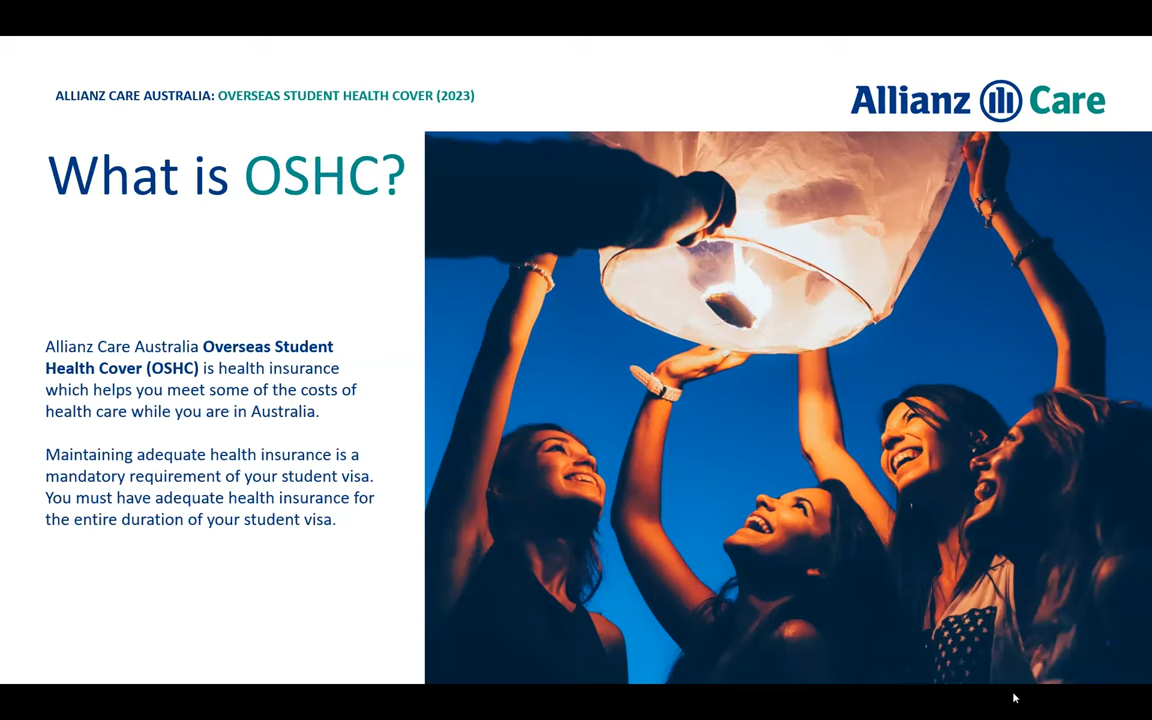 ALLIANZ CARE AUSTRALIA: OVERSEAS STUDENT HEALTH COVER (2023)
Allianz Care
What is OSHC?
Allianz Care Australia Overseas Student
Health Cover (OSHC) is health insurance
which helps you meet some of the costs of
health care while you are in Australia.
Maintaining adequate health insurance is a
mandatory requirement of your student visa.
You must have adequate health insurance for
the entire duration of your student visa.